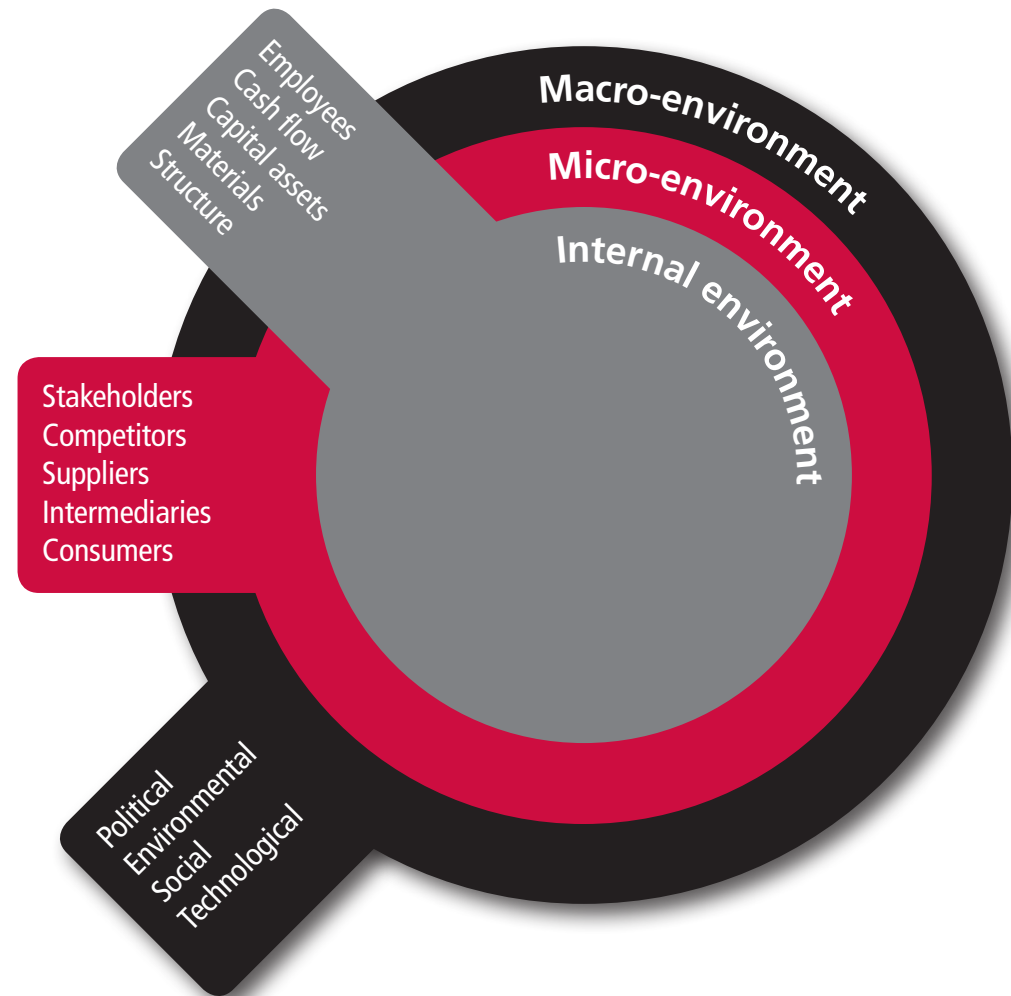 Employees
Cash flow
Capital assets
Materials
Structure
Macro-environment
Micro-environment
Internal environment
Stakeholders
Competitors
Suppliers
Intermediaries
Consumers
Political
Environmental
Social
Technological